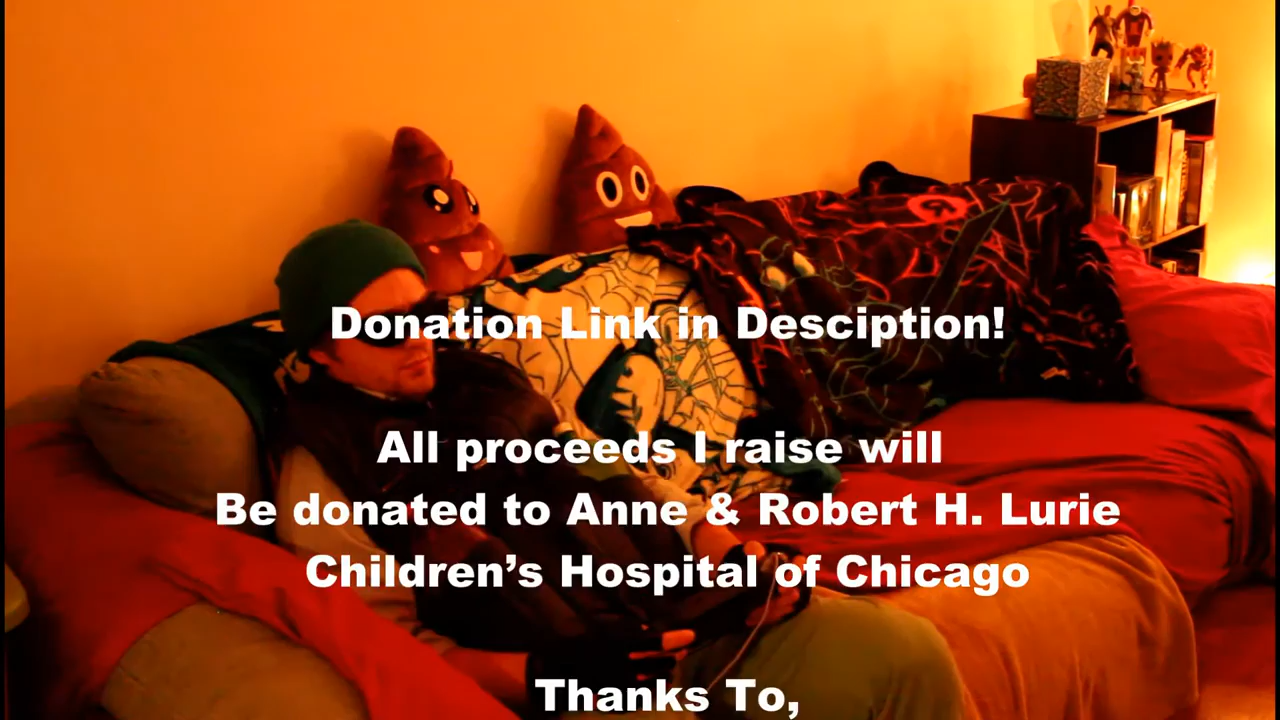 Donation Link in Desciption!
All proceeds I raise will
Be donated to Anne & Robert H. Lurie
Children’s Hospital of Chicago
Thanks To,